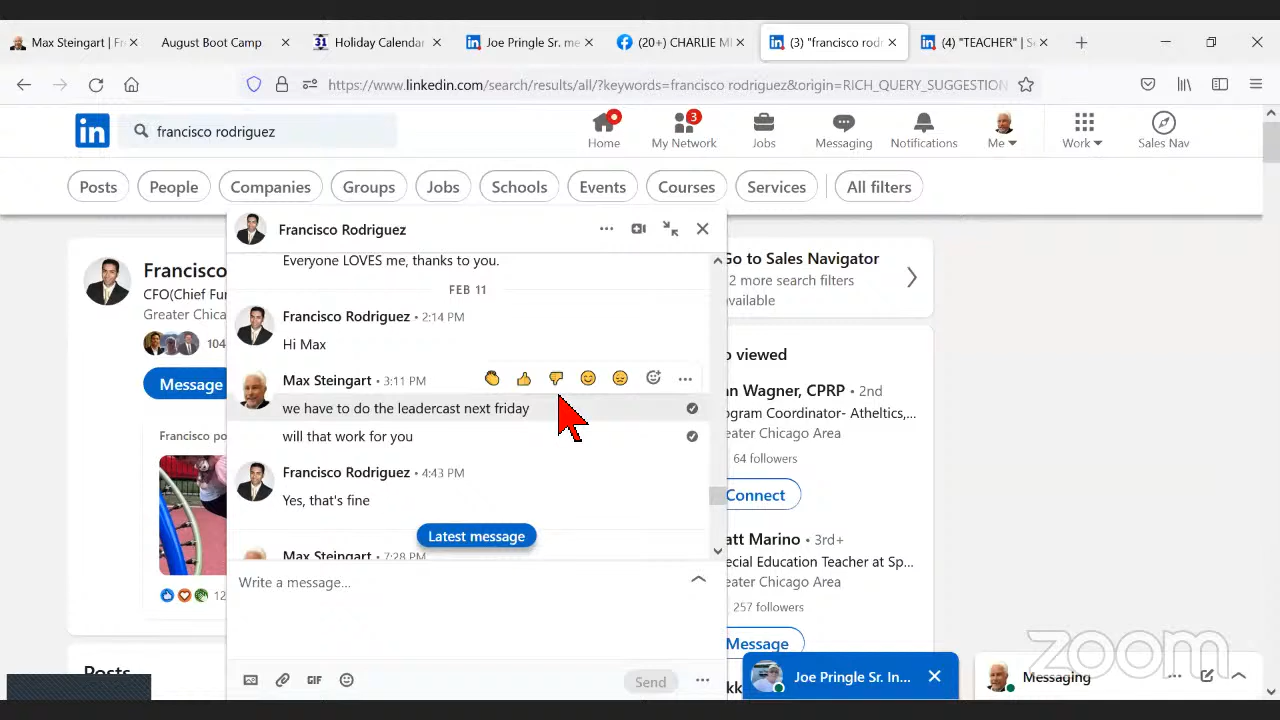 Max Steingart | Fr
August Boot Camp
31
Holiday Calendar
Joe Pringle Sr. me
(20+) CHARLIE MI
(3) "francisco rodr
(4) "TEACHER" | Se
https://www.linkedin.com/search/results/all/?keywords=francisco rodriguez&origin=RICH_QUERY_SUGGESTION
in
francisco rodriguez
Home
3
My Network
Jobs
Messaging
Notifications
Me
Work
Sales Nav
Posts
People
Companies
Groups
Jobs
Schools
Events
Courses
Services
All filters
Francisco Rodriguez
Everyone LOVES me, thanks to you.
FEB 11
Francisco Rodriguez • 2:14 PM
Hi Max
Max Steingart • 3:11 PM
we have to do the leadercast next friday
will that work for you
Francisco Rodriguez • 4:43 PM
Yes, that's fine
Latest message
Max Steingart • 7:28 PM
Write a message...
GIF
Send
Francisco
CFO(Chief Fu
Greater Chica
104
Message
Francisco po
12
Posts
Go to Sales Navigator
2 more search filters
available
o viewed
an Wagner, CPRP • 2nd
ogram Coordinator- Atheltics,...
eater Chicago Area
64 followers
Connect
att Marino • 3rd+
ecial Education Teacher at Sp...
eater Chicago Area
257 followers
Message
Joe Pringle Sr. In...
Messaging
zoom